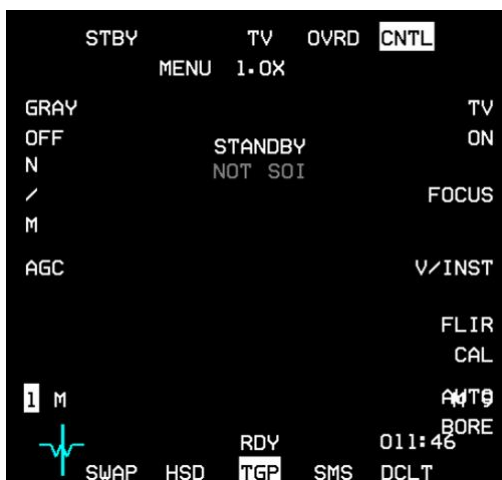 STBY TV OVRD CNTL
MENU 1.0X
GRAY TV
OFF STANDBY ON
N NOT SOI
/ FOCUS
M
AGC V/INST
FLIR
CAL
1 M AUTO
BORE
RDY 011:46
SWAP HSD TGP SMS DCLT